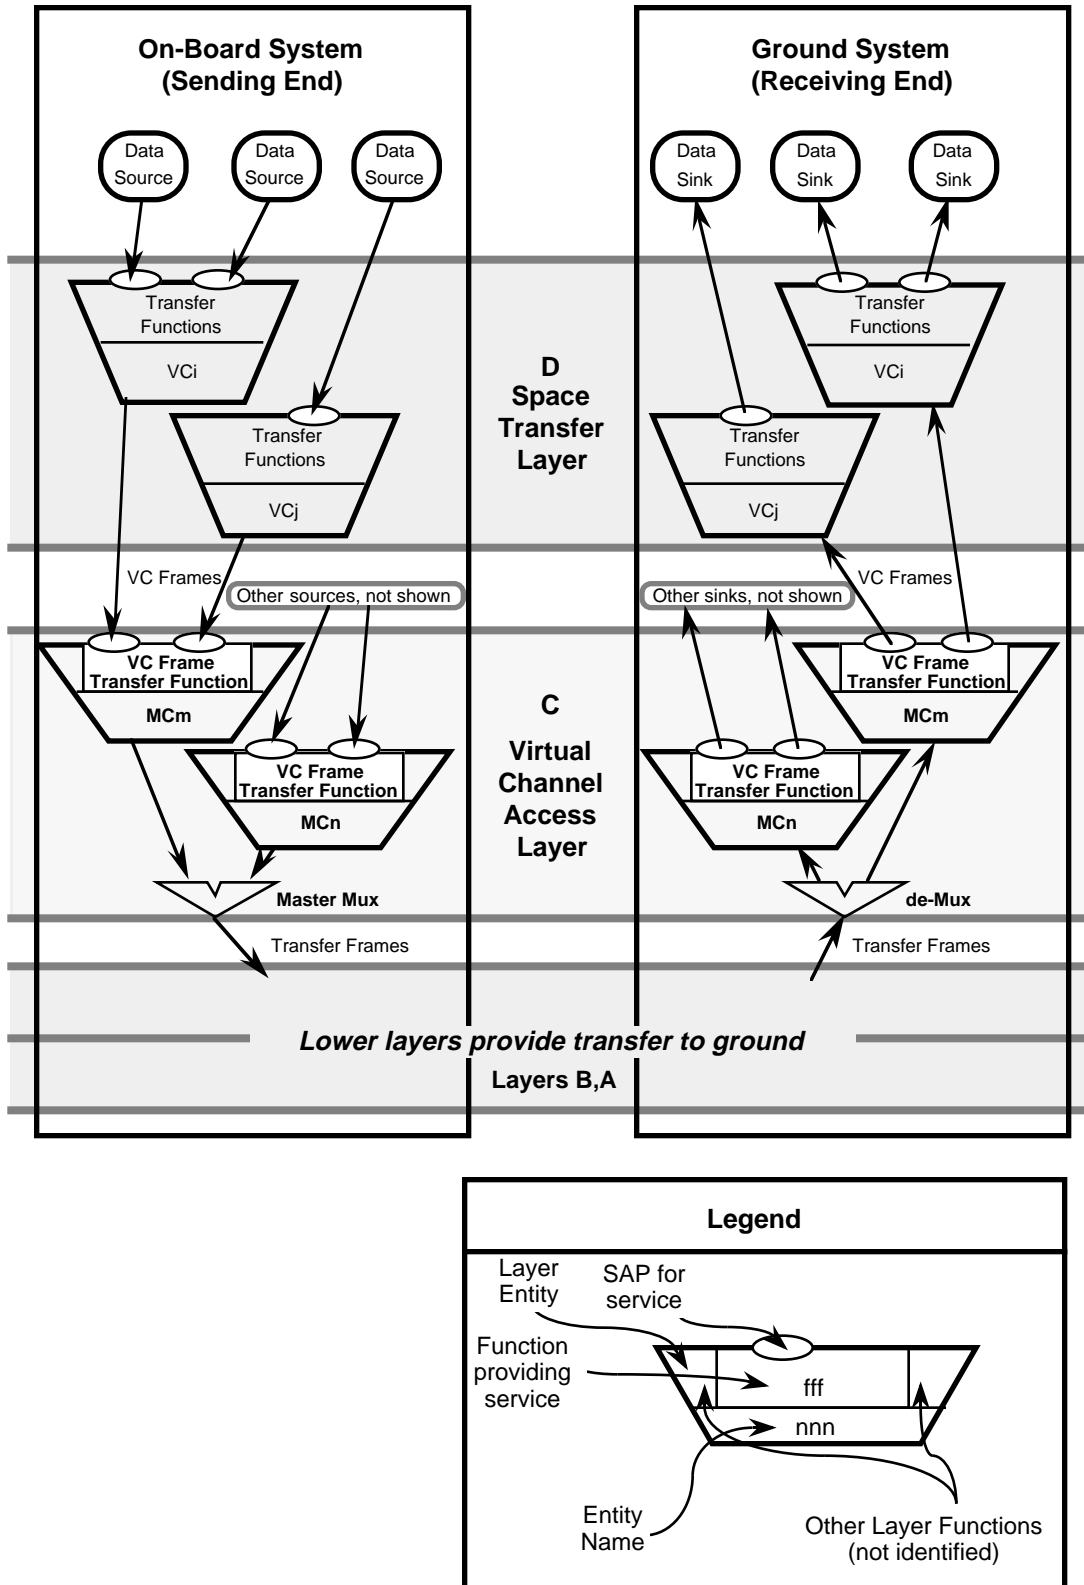 On-Board System
(Sending End)
Ground System
(Receiving End)
Data
Source
Data
Source
Data
Source
Data
Sink
Data
Sink
Data
Sink
Transfer
Functions
VCi
Transfer
Functions
VCj
D
Space
Transfer
Layer
Transfer
Functions
VCi
Transfer
Functions
VCj
VC Frames
Other sources, not shown
VC Frames
Other sinks, not shown
VC Frame
Transfer Function
MCm
VC Frame
Transfer Function
MCn
C
Virtual
Channel
Access
Layer
VC Frame
Transfer Function
MCm
VC Frame
Transfer Function
MCn
Master Mux
de-Mux
Transfer Frames
Transfer Frames
Lower layers provide transfer to ground
Layers B,A
Legend
Layer
Entity
SAP for
service
Function
providing
service
fff
nnn
Entity
Name
Other Layer Functions
(not identified)